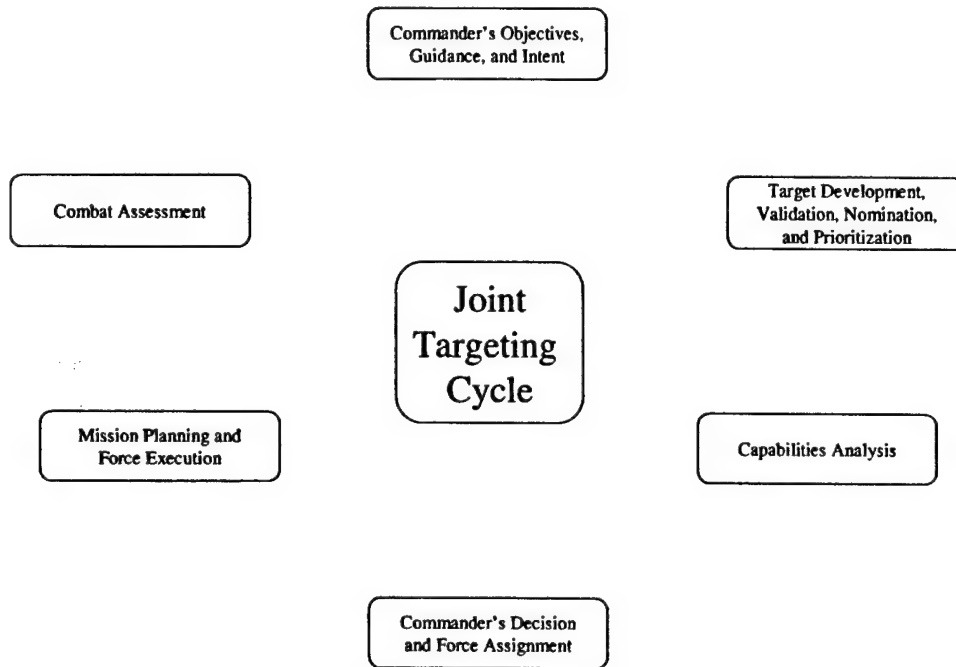 Commander's Objectives,
Guidance, and Intent
Combat Assessment
Target Development,
Validation, Nomination,
and Prioritization
Joint
Targeting
Cycle
Mission Planning and
Force Execution
Capabilities Analysis
Commander's Decision
and Force Assignment